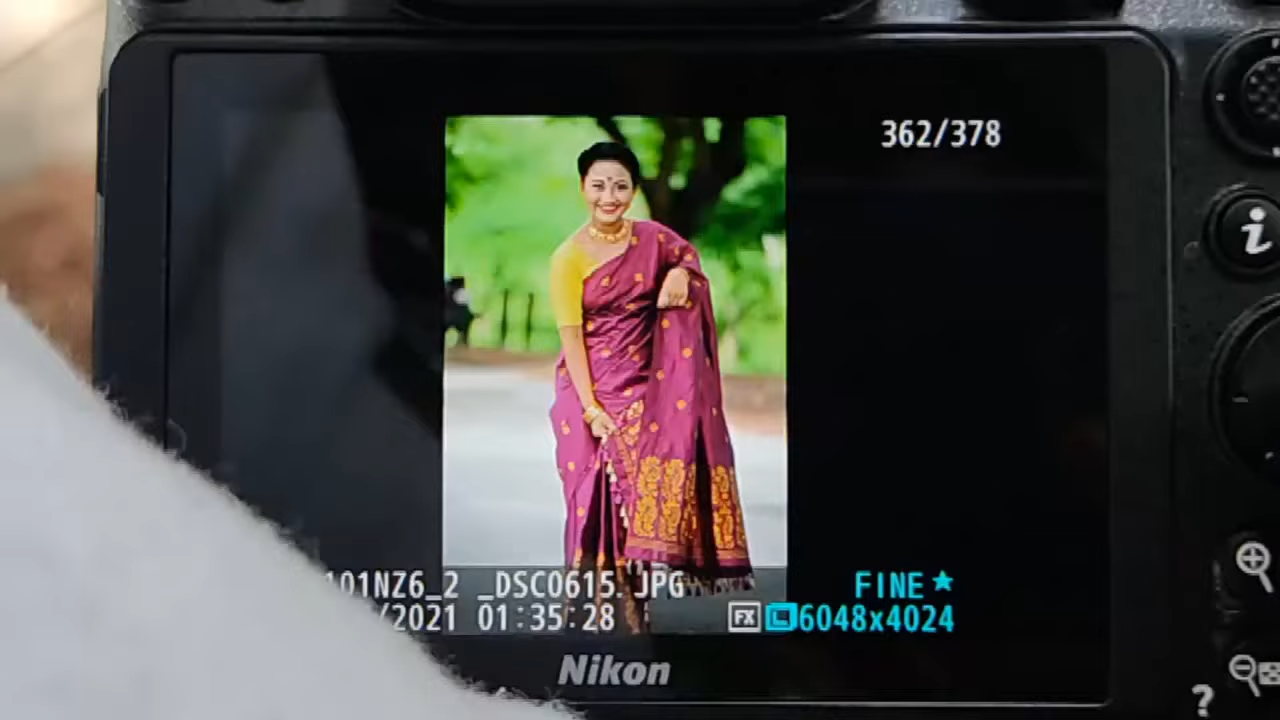 362/378
i
101NZ6_2 _DSC0615.JPG FINE★
/2021 01:35:28 FX L 6048x4024
Nikon
?